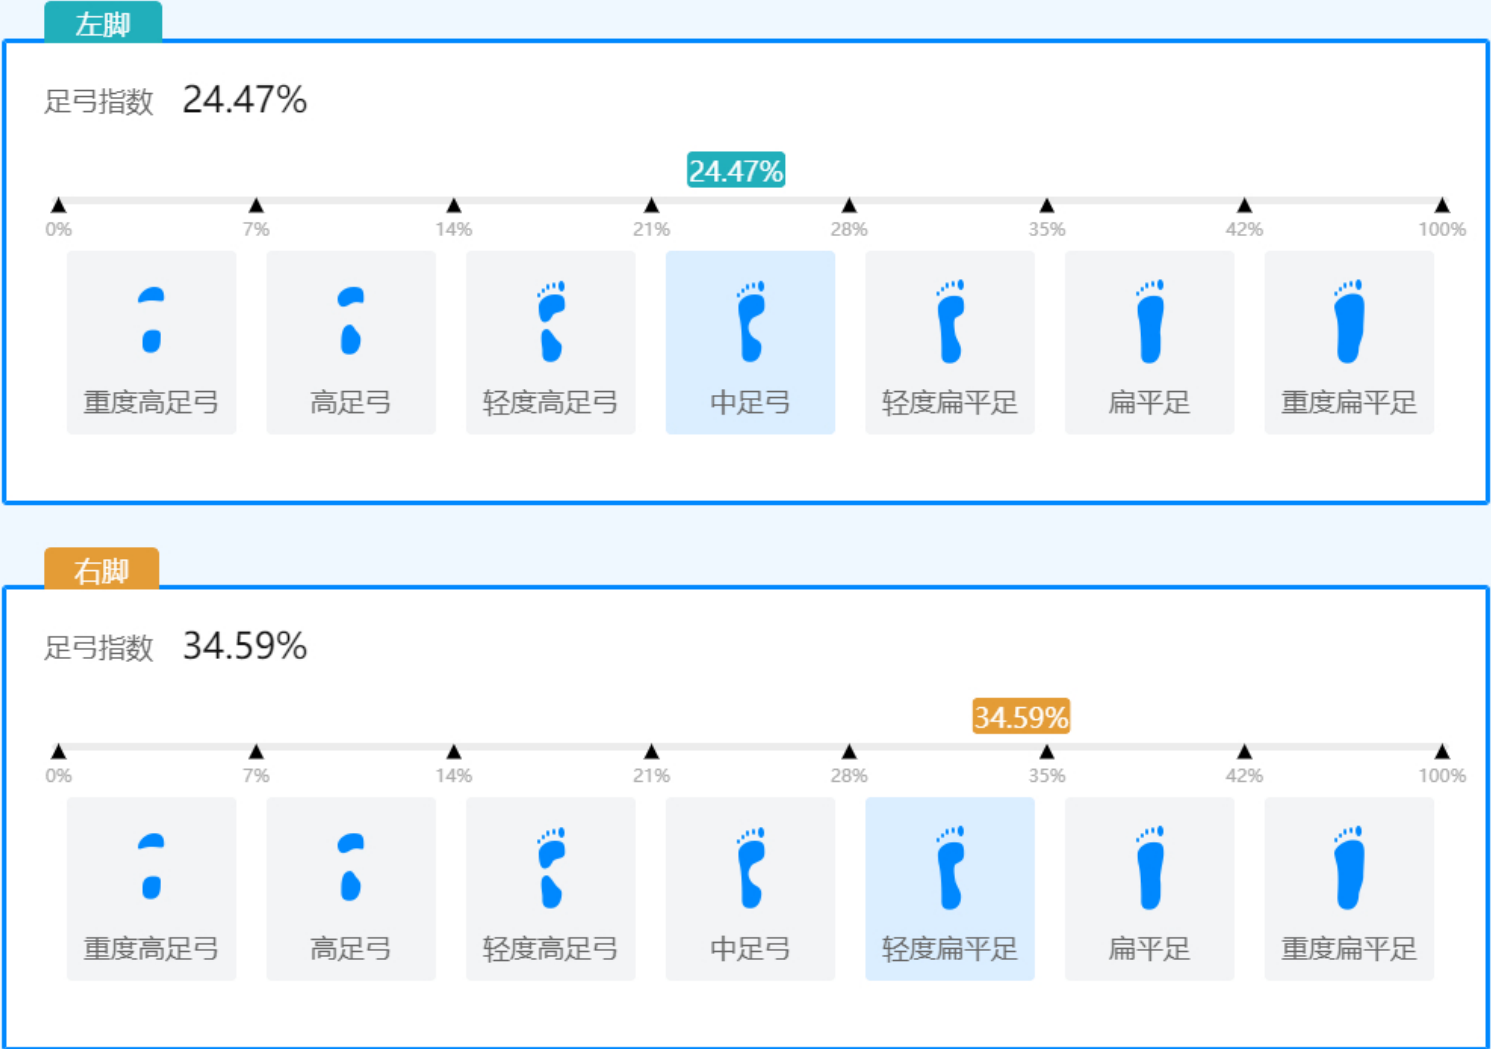 左脚
足弓指数 24.47%
24.47%
0% 7% 14% 21% 28% 35% 42% 100%
重度高足弓 高足弓 轻度高足弓 中足弓 轻度扁平足 扁平足 重度扁平足
右脚
足弓指数 34.59%
34.59%
0% 7% 14% 21% 28% 35% 42% 100%
重度高足弓 高足弓 轻度高足弓 中足弓 轻度扁平足 扁平足 重度扁平足